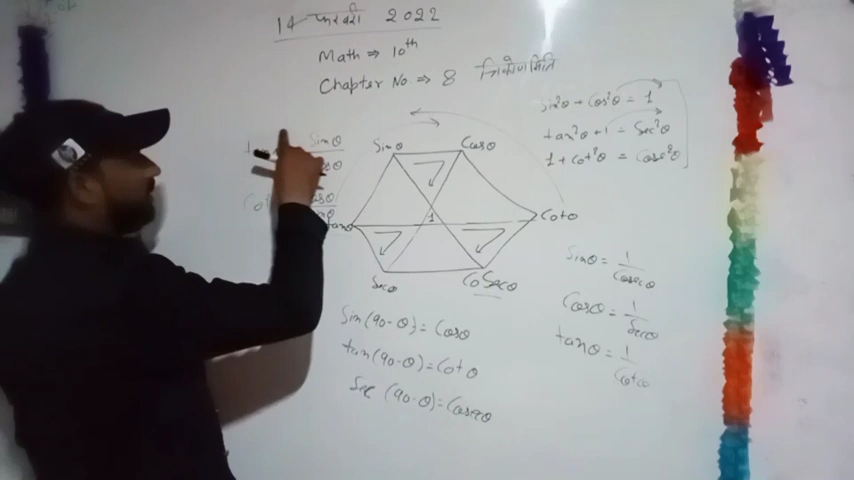 14 फरवरी 2022
Math ⇒ 10th
Chapter No ⇒ 8 त्रिकोणमिति
sin²θ + cos²θ = 1
tan²θ + 1 = Sec²θ
1 + cot²θ = Cosec²θ
Sinθ
Sinθ Cosθ
1
tanθ Cotθ
Secθ CoSecθ
Sinθ = 1/Cosecθ
Cosθ = 1/Secθ
tanθ = 1/Cotθ
Sin(90-θ) = Cosθ
tan(90-θ) = Cotθ
Sec (90-θ) = Cosecθ